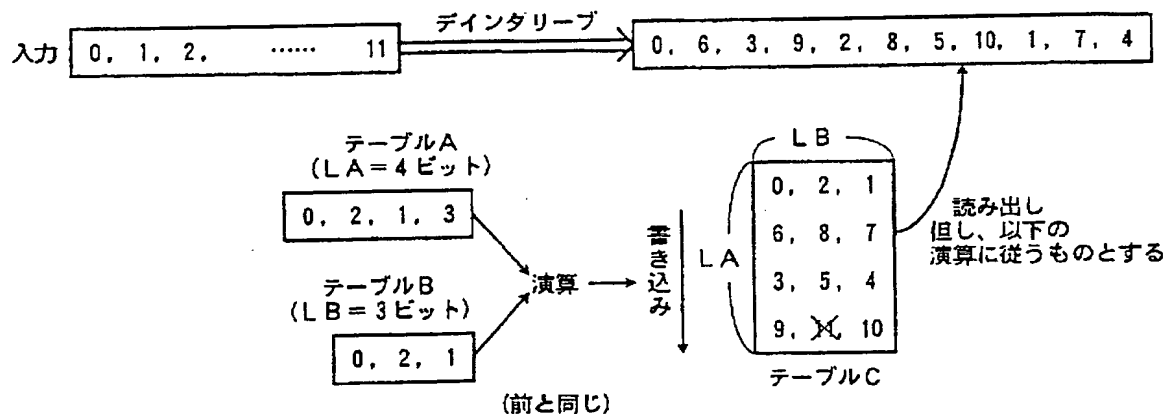 デインタリーブ
入力
0, 1, 2, …… 11
0, 6, 3, 9, 2, 8, 5, 10, 1, 7, 4
テーブルA
(LA=4ビット)
0, 2, 1, 3
テーブルB
(LB=3ビット)
0, 2, 1
演算
書き込み
LB
LA
0, 2, 1
6, 8, 7
3, 5, 4
9, 11, 10
テーブルC
読み出し
但し、以下の
演算に従うものとする
(前と同じ)